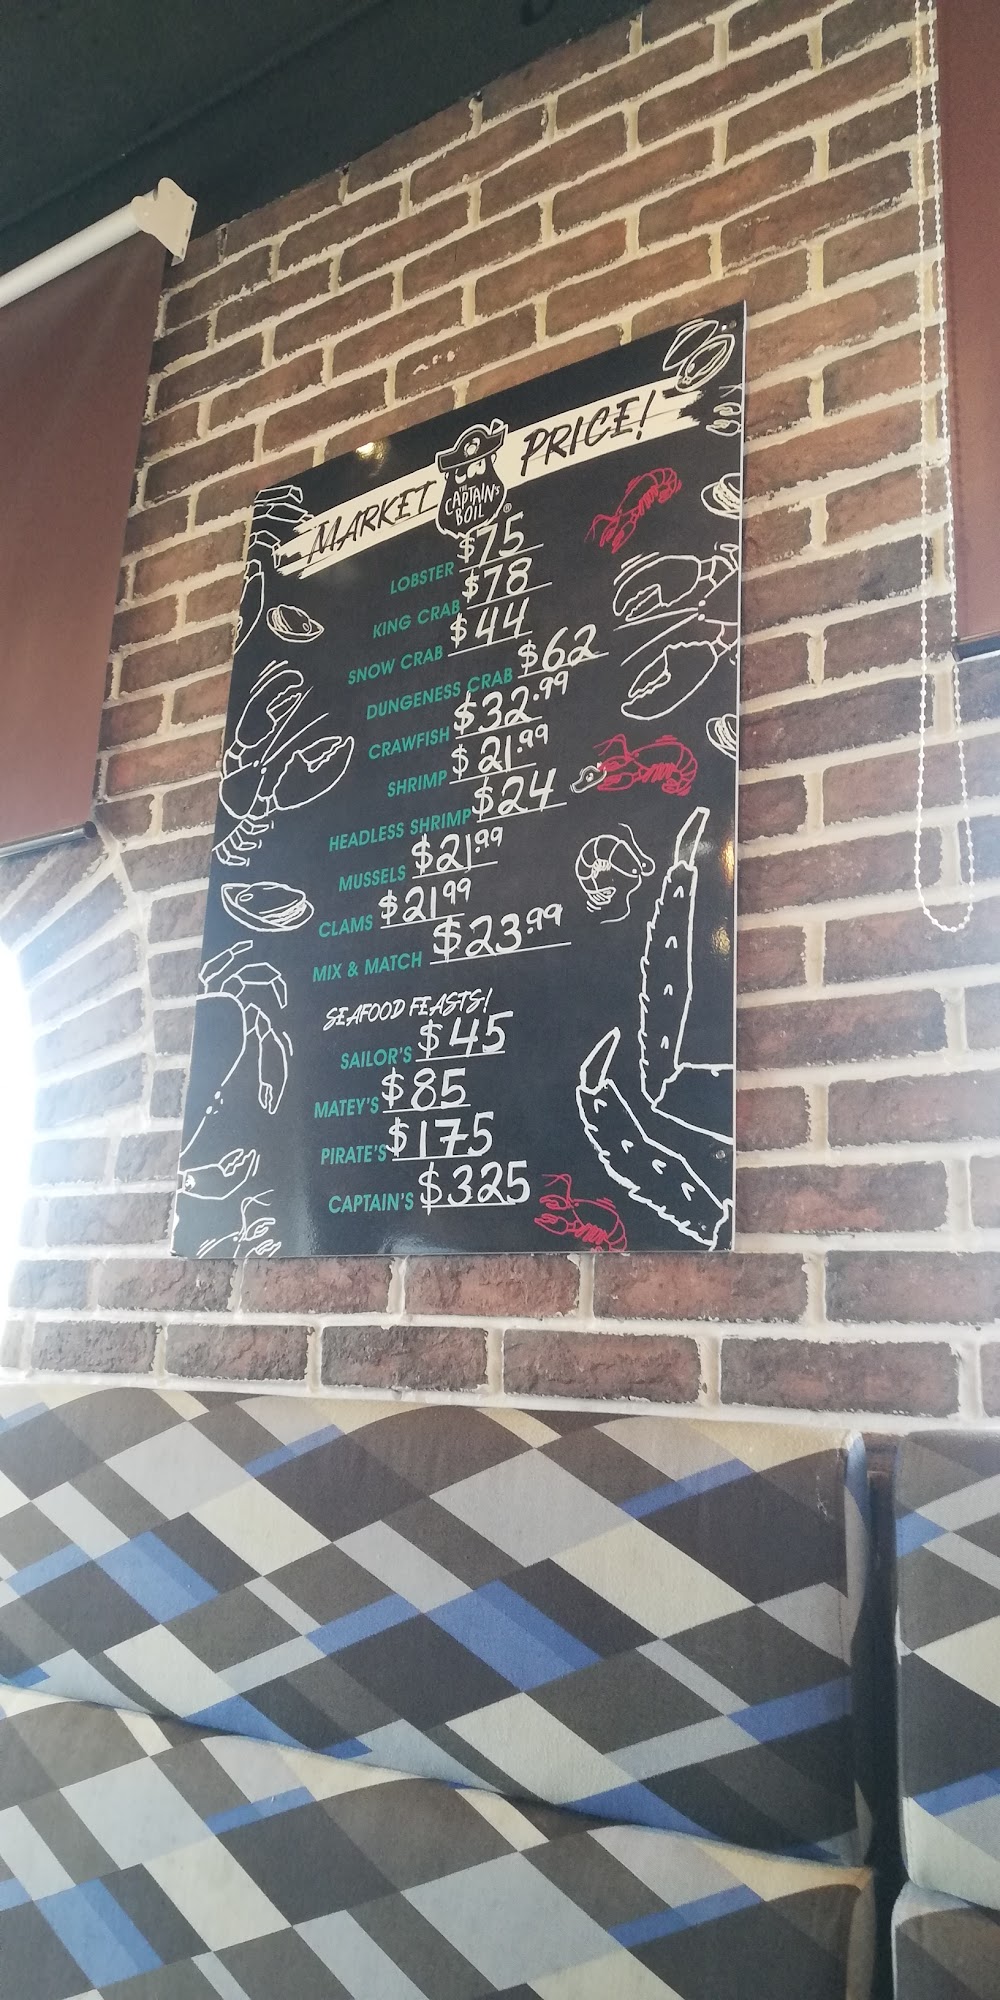 MARKET PRICE!
THE CAPTAIN'S BOIL ®
LOBSTER $75
KING CRAB $78
SNOW CRAB $44
DUNGENESS CRAB $62
CRAWFISH $32.99
SHRIMP $21.99
HEADLESS SHRIMP $24
MUSSELS $21.99
CLAMS $21.99
MIX & MATCH $23.99
SEAFOOD FEASTS!
SAILOR'S $45
MATEY'S $85
PIRATE'S $175
CAPTAIN'S $325